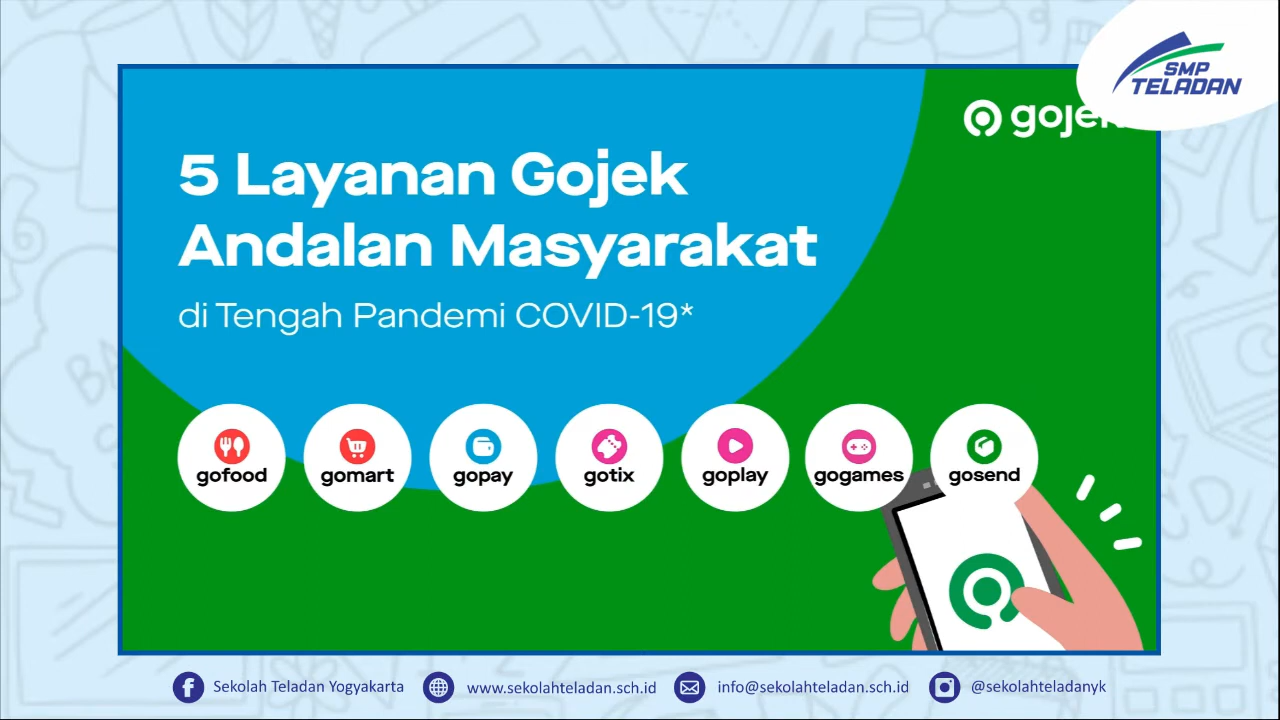 SMP
TELADAN
5 Layanan Gojek
Andalan Masyarakat
di Tengah Pandemi COVID-19*
gofood
gomart
gopay
gotix
goplay
gogames
gosend
Sekolah Teladan Yogyakarta
www.sekolahteladan.sch.id
info@sekolahteladan.sch.id
@sekolahteladanyk